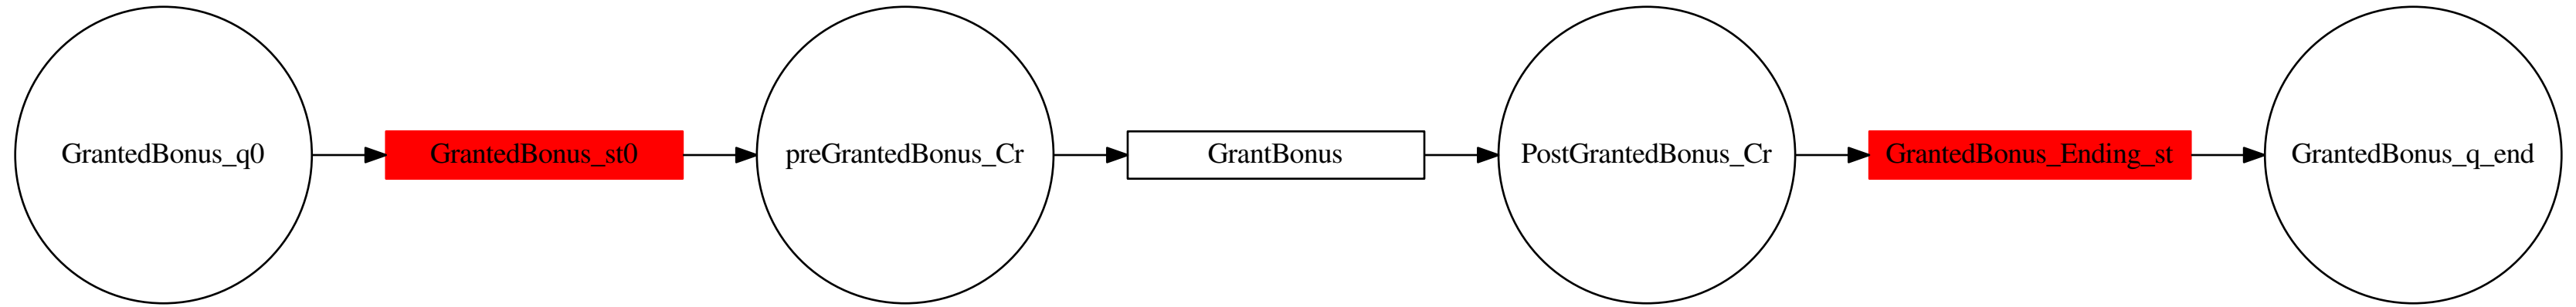 GrantedBonus_q0
GrantedBonus_st0
preGrantedBonus_Cr
GrantBonus
PostGrantedBonus_Cr
GrantedBonus_Ending_st
GrantedBonus_q_end